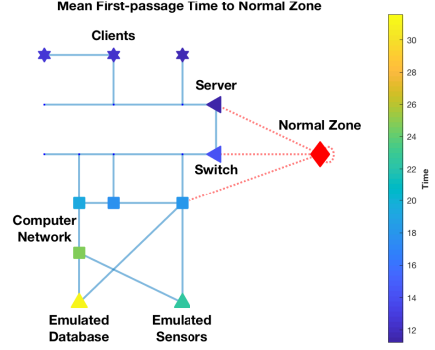 Mean First-passage Time to Normal Zone
Clients
Server
Normal Zone
Switch
Computer
Network
Emulated
Database
Emulated
Sensors
30
28
26
24
22
20
18
16
14
12
Time